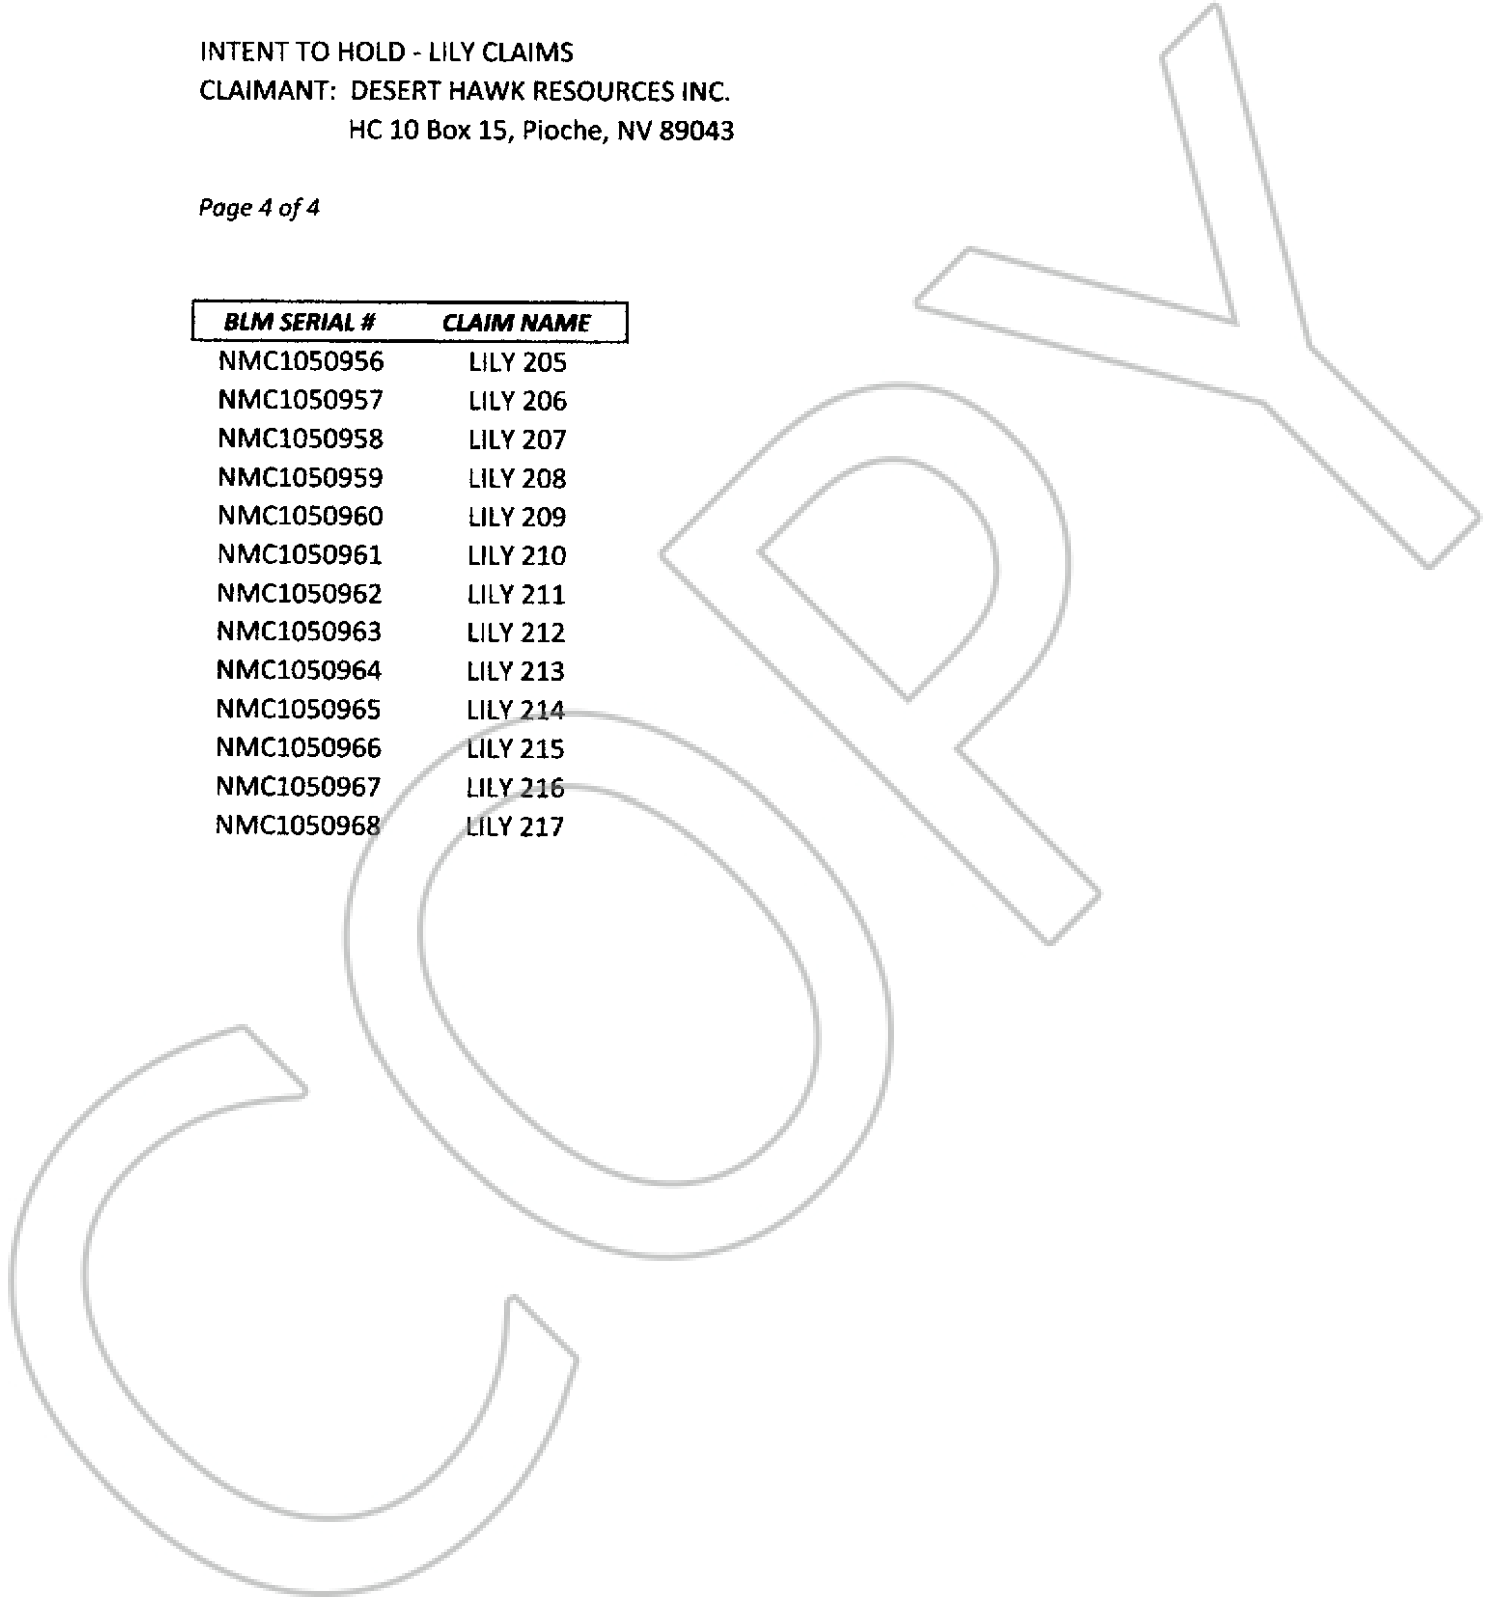 INTENT TO HOLD - LILY CLAIMS
CLAIMANT: DESERT HAWK RESOURCES INC.
HC 10 Box 15, Pioche, NV 89043
Page 4 of 4
BLM SERIAL # CLAIM NAME
NMC1050956 LILY 205
NMC1050957 LILY 206
NMC1050958 LILY 207
NMC1050959 LILY 208
NMC1050960 LILY 209
NMC1050961 LILY 210
NMC1050962 LILY 211
NMC1050963 LILY 212
NMC1050964 LILY 213
NMC1050965 LILY 214
NMC1050966 LILY 215
NMC1050967 LILY 216
NMC1050968 LILY 217
COPY